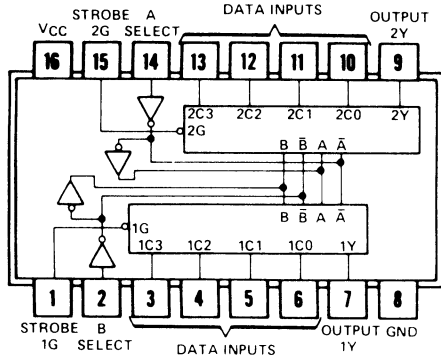 STROBE A DATA INPUTS OUTPUT
VCC 2G SELECT 2Y
16 15 14 13 12 11 10 9
2C3 2C2 2C1 2C0 2Y
2G
B B̅ A A̅
B B̅ A A̅
1G
1C3 1C2 1C1 1C0 1Y
1 2 3 4 5 6 7 8
STROBE B OUTPUT GND
1G SELECT DATA INPUTS 1Y